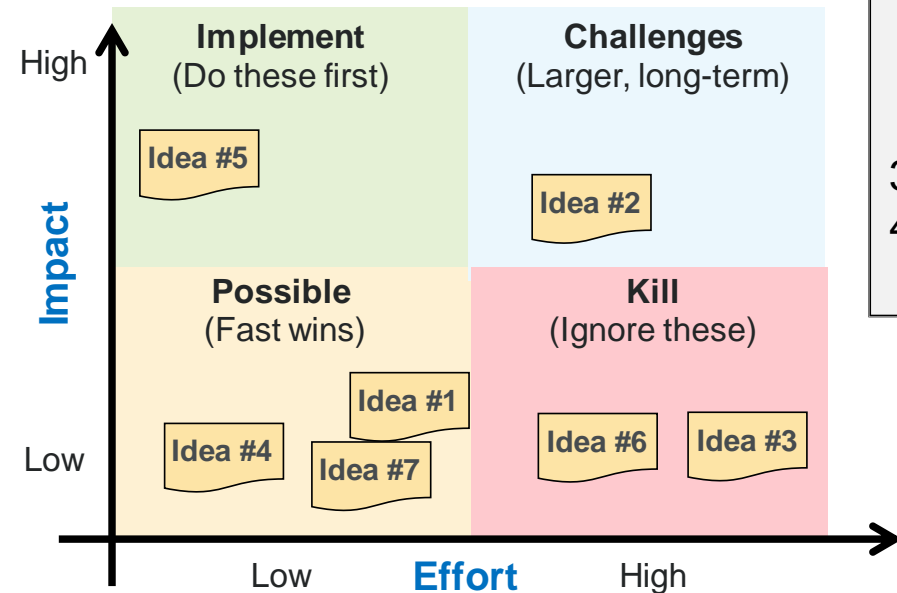 High
Implement
(Do these first)
Challenges
(Larger, long-term)
Idea #5
Idea #2
Impact
Possible
(Fast wins)
Kill
(Ignore these)
Idea #1
Idea #4
Idea #7
Idea #6
Idea #3
Low
Low
Effort
High